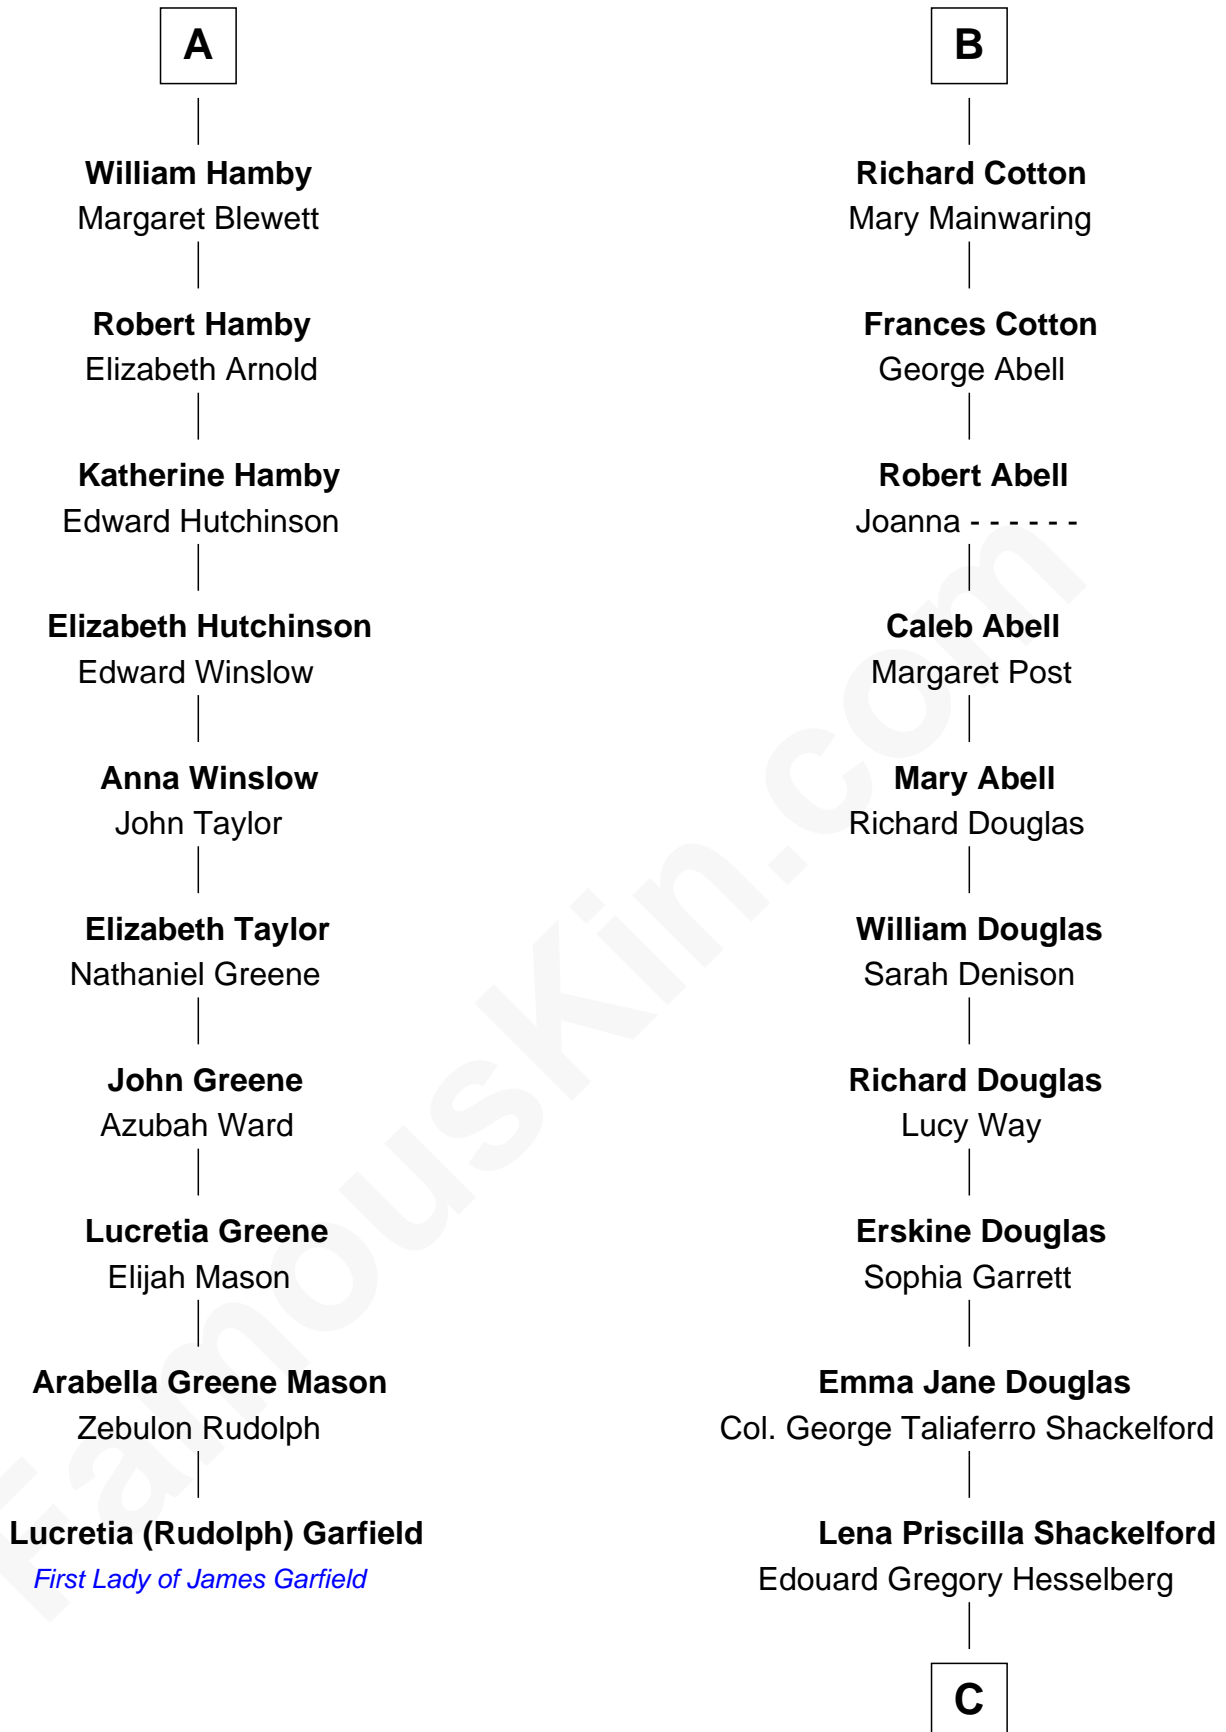 A
William Hamby
Margaret Blewett
Robert Hamby
Elizabeth Arnold
Katherine Hamby
Edward Hutchinson
Elizabeth Hutchinson
Edward Winslow
Anna Winslow
John Taylor
Elizabeth Taylor
Nathaniel Greene
John Greene
Azubah Ward
Lucretia Greene
Elijah Mason
Arabella Greene Mason
Zebulon Rudolph
Lucretia (Rudolph) Garfield
First Lady of James Garfield
B
Richard Cotton
Mary Mainwaring
Frances Cotton
George Abell
Robert Abell
Joanna - - - - - -
Caleb Abell
Margaret Post
Mary Abell
Richard Douglas
William Douglas
Sarah Denison
Richard Douglas
Lucy Way
Erskine Douglas
Sophia Garrett
Emma Jane Douglas
Col. George Taliaferro Shackelford
Lena Priscilla Shackelford
Edouard Gregory Hesselberg
C
FamousKin.com